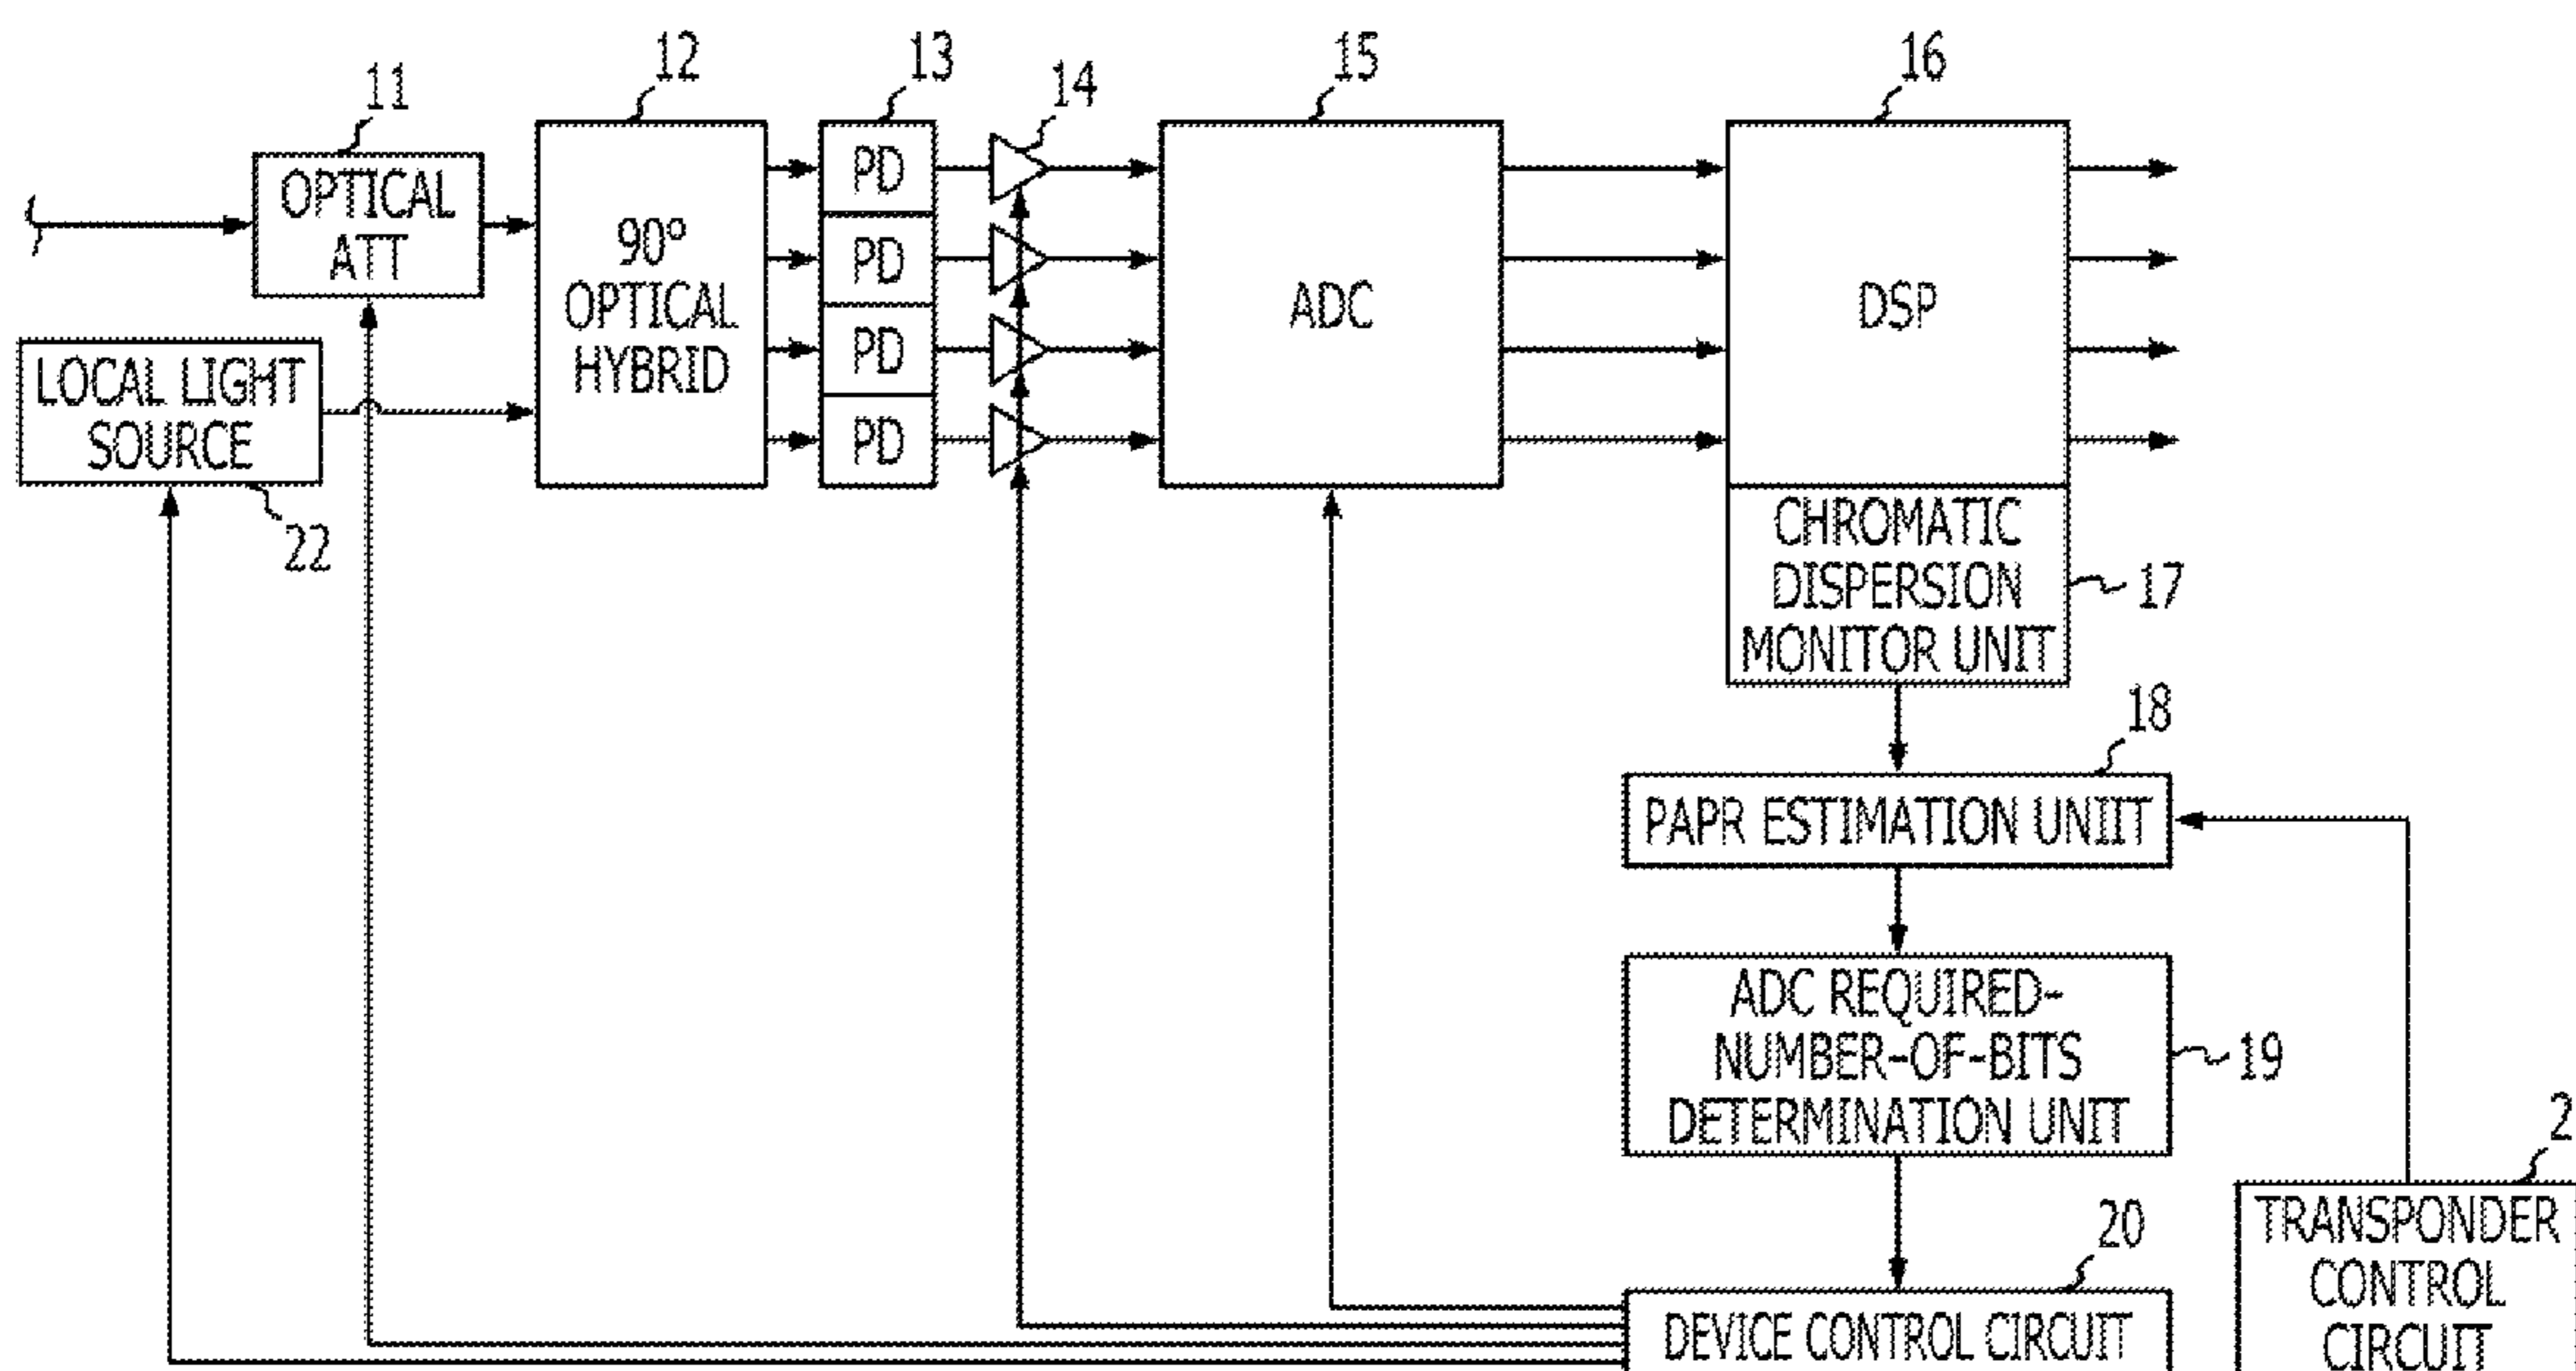 11
12
13
14
15
16
OPTICAL
ATT
90°
OPTICAL
HYBRID
PD
PD
PD
PD
ADC
DSP
LOCAL LIGHT
SOURCE
22
CHROMATIC
DISPERSION
MONITOR UNIT
17
18
PAPR ESTIMATION UNIIT
ADC REQUIRED-
NUMBER-OF-BITS
DETERMINATION UNIT
19
20
DEVICE CONTROL CIRCUIT
2
TRANSPONDER
CONTROL
CIRCUIT